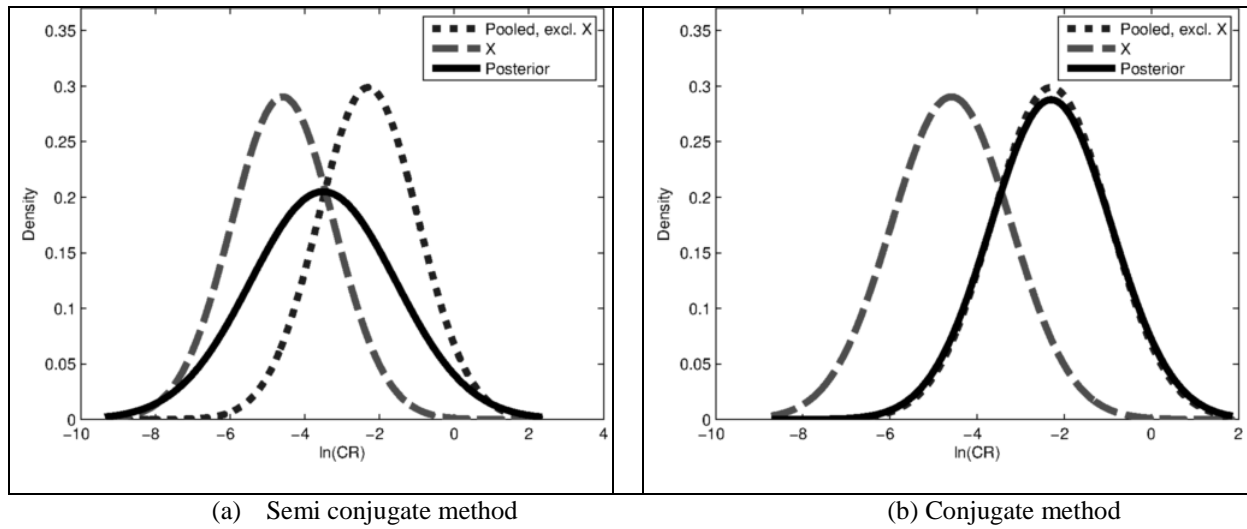 0.35
0.3
0.25
0.2
0.15
0.1
0.05
0
Density
Pooled, excl. X
X
Posterior
−10 −8 −6 −4 −2 0 2 4
ln(CR)
(a) Semi conjugate method
0.35
0.3
0.25
0.2
0.15
0.1
0.05
0
Density
Pooled, excl. X
X
Posterior
−10 −8 −6 −4 −2 0 2
ln(CR)
(b) Conjugate method